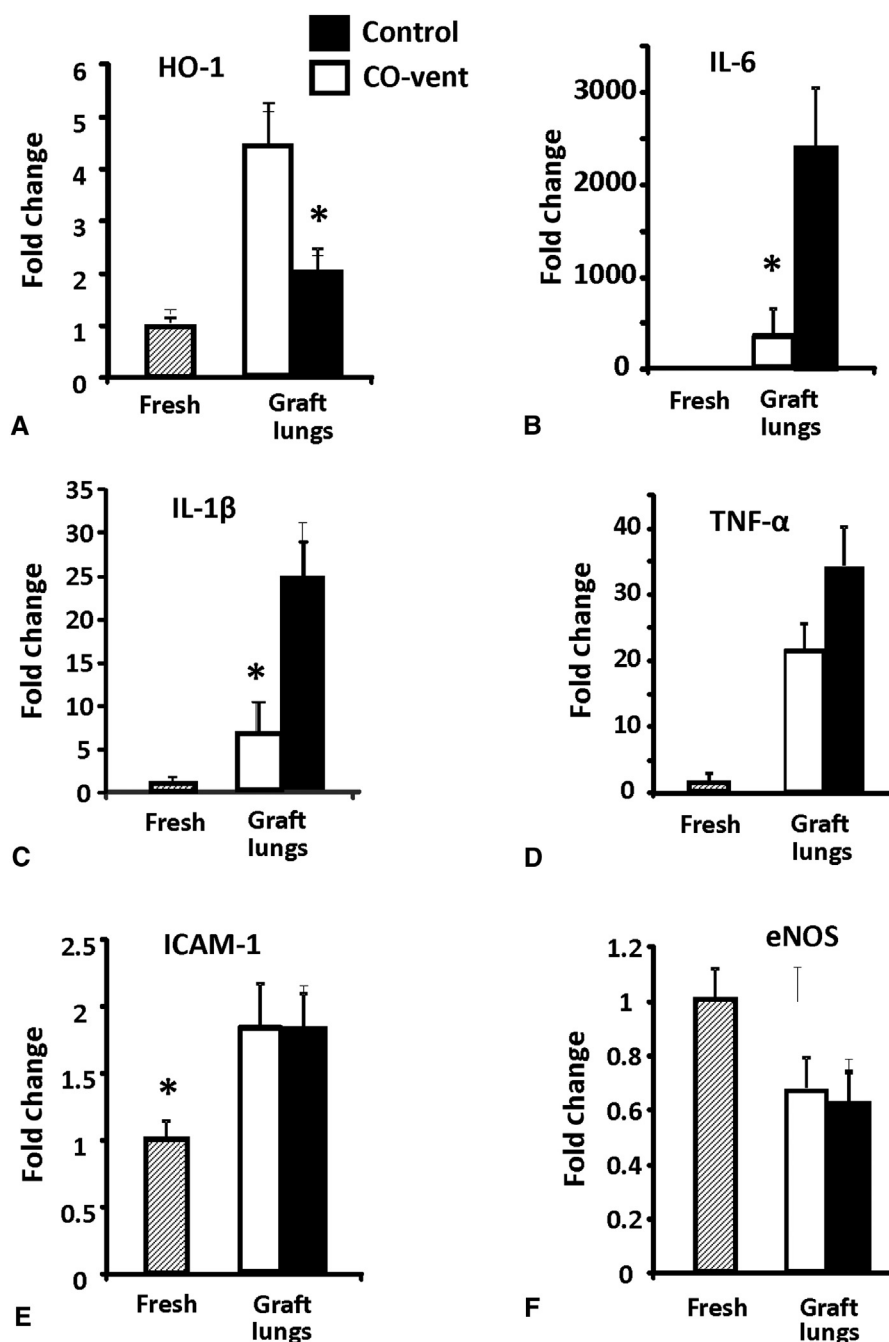 Control
CO-vent
HO-1
Fold change
6
5
4
3
2
1
0
*
Fresh
Graft
lungs
A
IL-6
Fold change
3000
2000
1000
0
*
Fresh
Graft
lungs
B
IL-1β
Fold change
35
30
25
20
15
10
5
0
*
Fresh
Graft
lungs
C
TNF-α
Fold change
40
30
20
10
0
Fresh
Graft
lungs
D
ICAM-1
Fold change
2.5
2
1.5
1
0.5
0
*
Fresh
Graft
lungs
E
eNOS
Fold change
1.2
1
0.8
0.6
0.4
0.2
0
Fresh
Graft
lungs
F